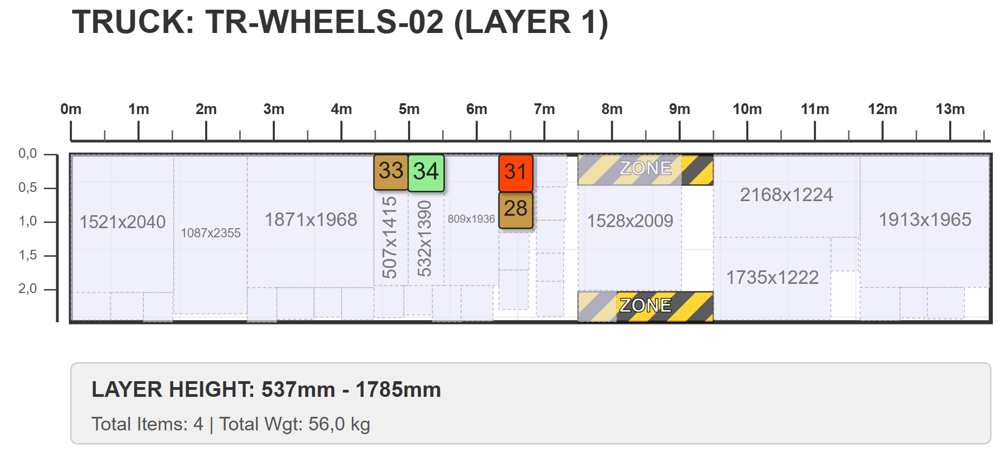 TRUCK: TR-WHEELS-02 (LAYER 1)
0m 1m 2m 3m 4m 5m 6m 7m 8m 9m 10m 11m 12m 13m
0,0
0,5
1,0
1,5
2,0
33 34 31 ZONE
28
1521x2040
1087x2355
1871x1968
507x1415
532x1390
809x1936
1528x2009
2168x1224
1913x1965
1735x1222
ZONE
LAYER HEIGHT: 537mm - 1785mm
Total Items: 4 | Total Wgt: 56,0 kg